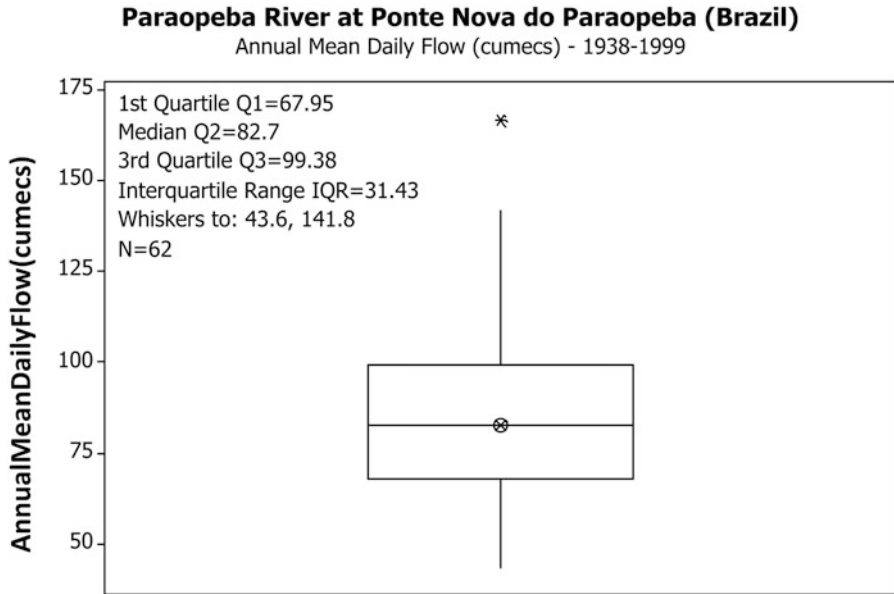 Paraopeba River at Ponte Nova do Paraopeba (Brazil)
Annual Mean Daily Flow (cumecs) - 1938-1999
AnnualMeanDailyFlow(cumecs)
175
150
125
100
75
50
1st Quartile Q1=67.95
Median Q2=82.7
3rd Quartile Q3=99.38
Interquartile Range IQR=31.43
Whiskers to: 43.6, 141.8
N=62